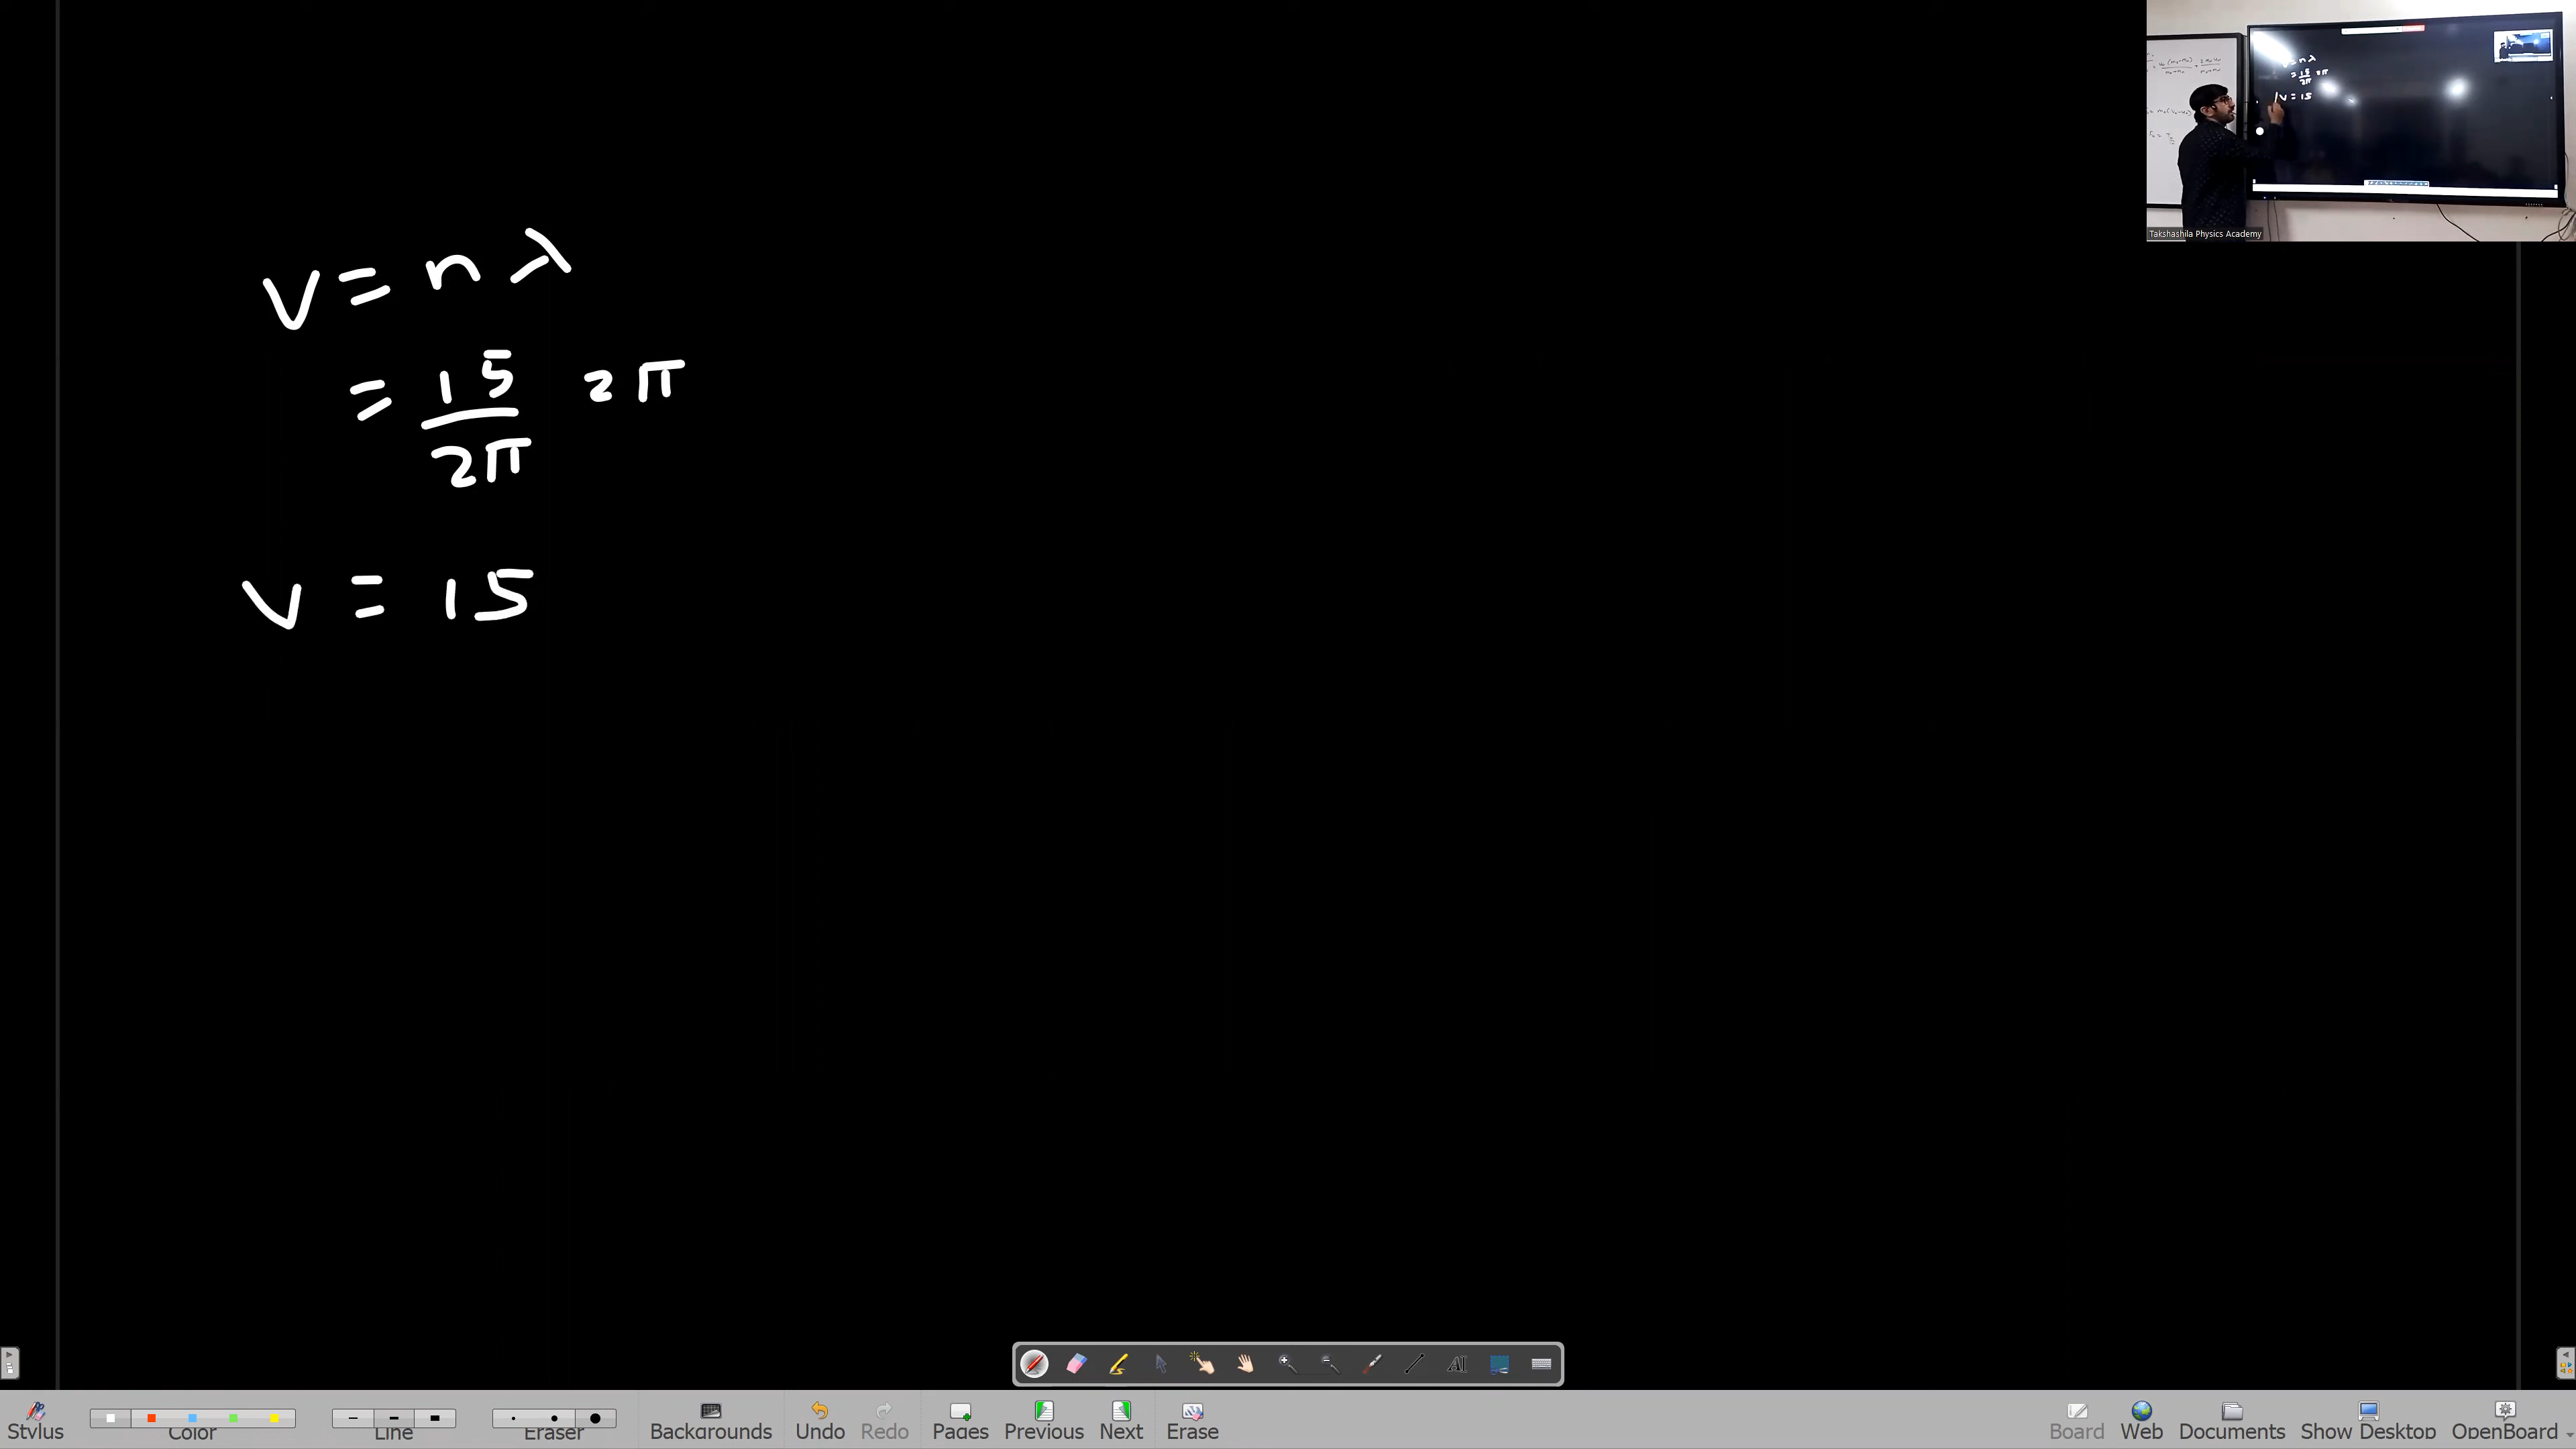 V = n λ
= 15/2π 2π
V = 15
Takshashila Physics Academy
Stylus Color Line Eraser Backgrounds Undo Redo Pages Previous Next Erase Board Web Documents Show Desktop OpenBoard